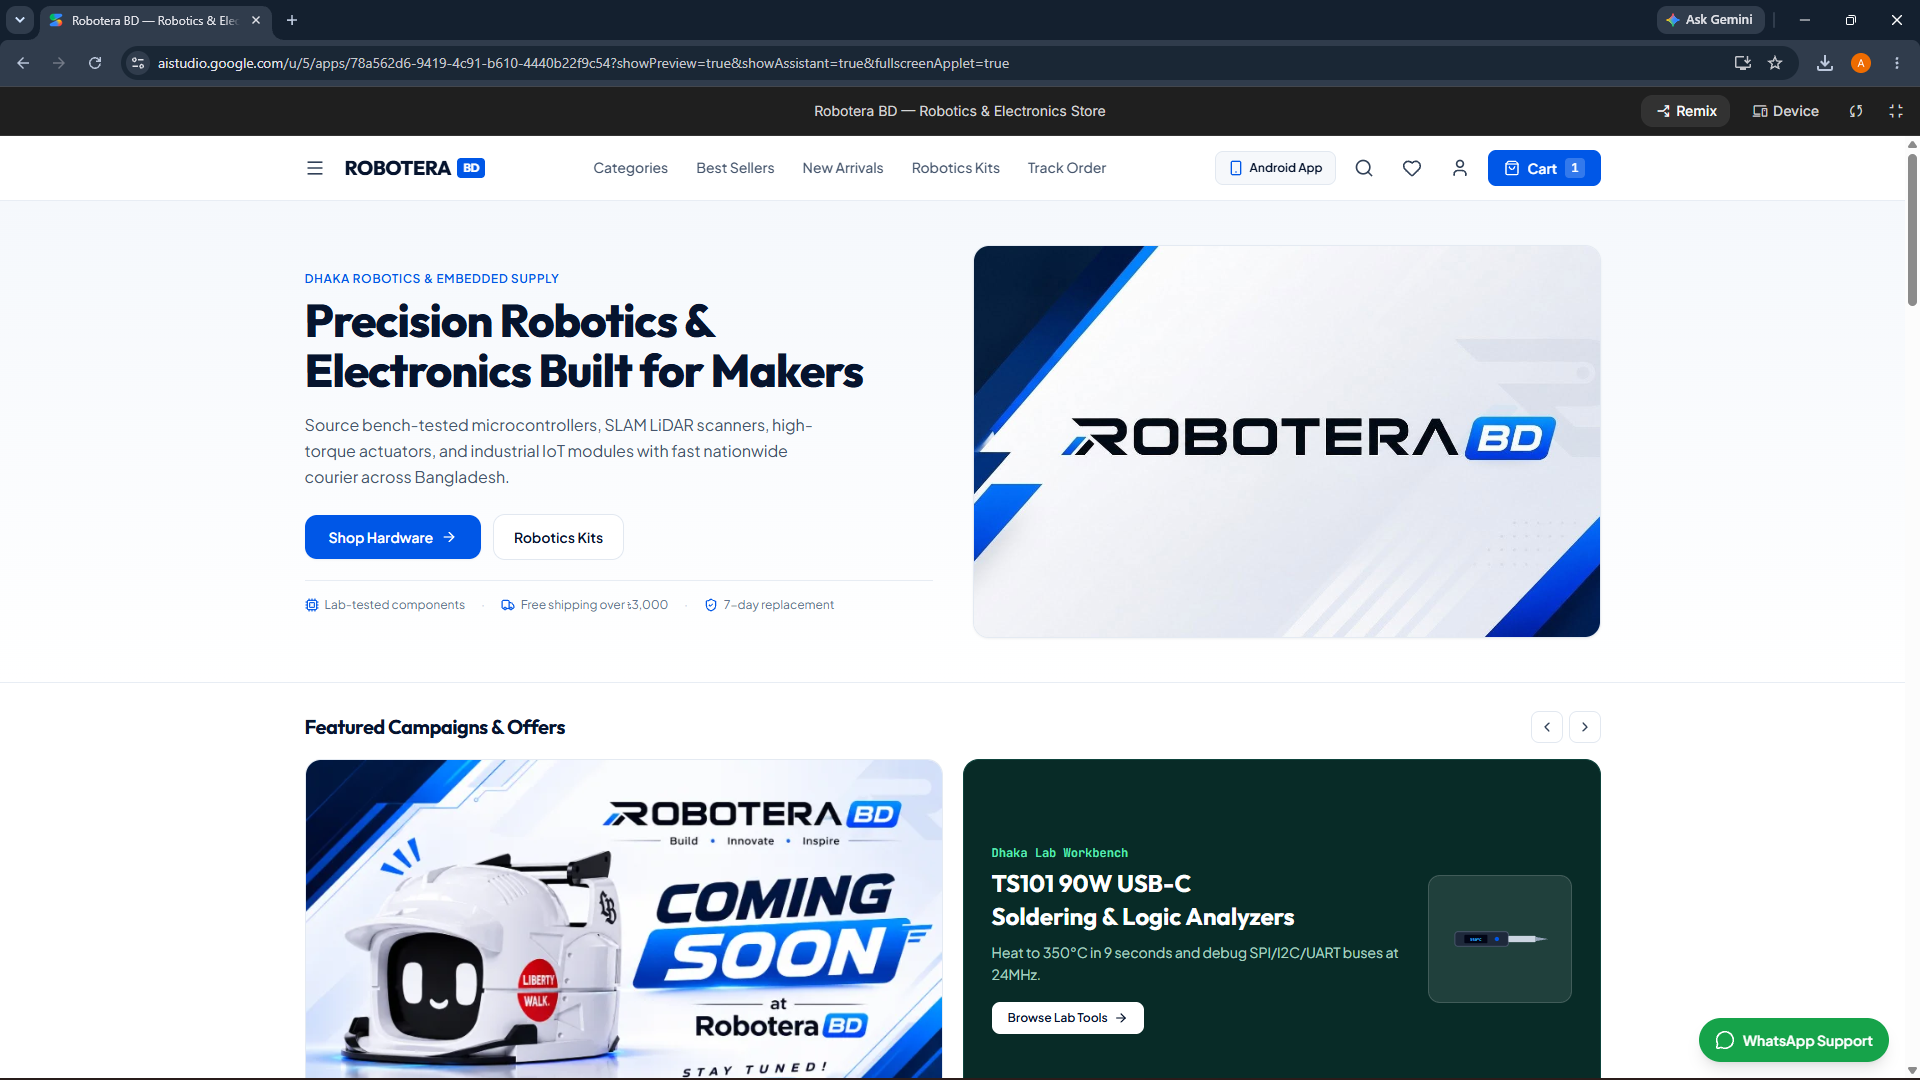 Robotera BD — Robotics & Ele
Ask Gemini
aistudio.google.com/u/5/apps/78a562d6-9419-4c91-b610-4440b22f9c54?showPreview=true&showAssistant=true&fullscreenApplet=true
A
Robotera BD — Robotics & Electronics Store
Remix
Device
ROBOTERA BD
Categories
Best Sellers
New Arrivals
Robotics Kits
Track Order
Android App
Cart 1
DHAKA ROBOTICS & EMBEDDED SUPPLY
Precision Robotics &
Electronics Built for Makers
Source bench-tested microcontrollers, SLAM LiDAR scanners, high-
torque actuators, and industrial IoT modules with fast nationwide
courier across Bangladesh.
Shop Hardware
Robotics Kits
Lab-tested components
Free shipping over ৳3,000
7-day replacement
ROBOTERA BD
Featured Campaigns & Offers
ROBOTERA BD
Build • Innovate • Inspire
COMING
SOON
at
Robotera BD
STAY TUNED!
LIBERTY
WALK.
Dhaka Lab Workbench
TS101 90W USB-C
Soldering & Logic Analyzers
Heat to 350°C in 9 seconds and debug SPI/I2C/UART buses at
24MHz.
Browse Lab Tools
WhatsApp Support